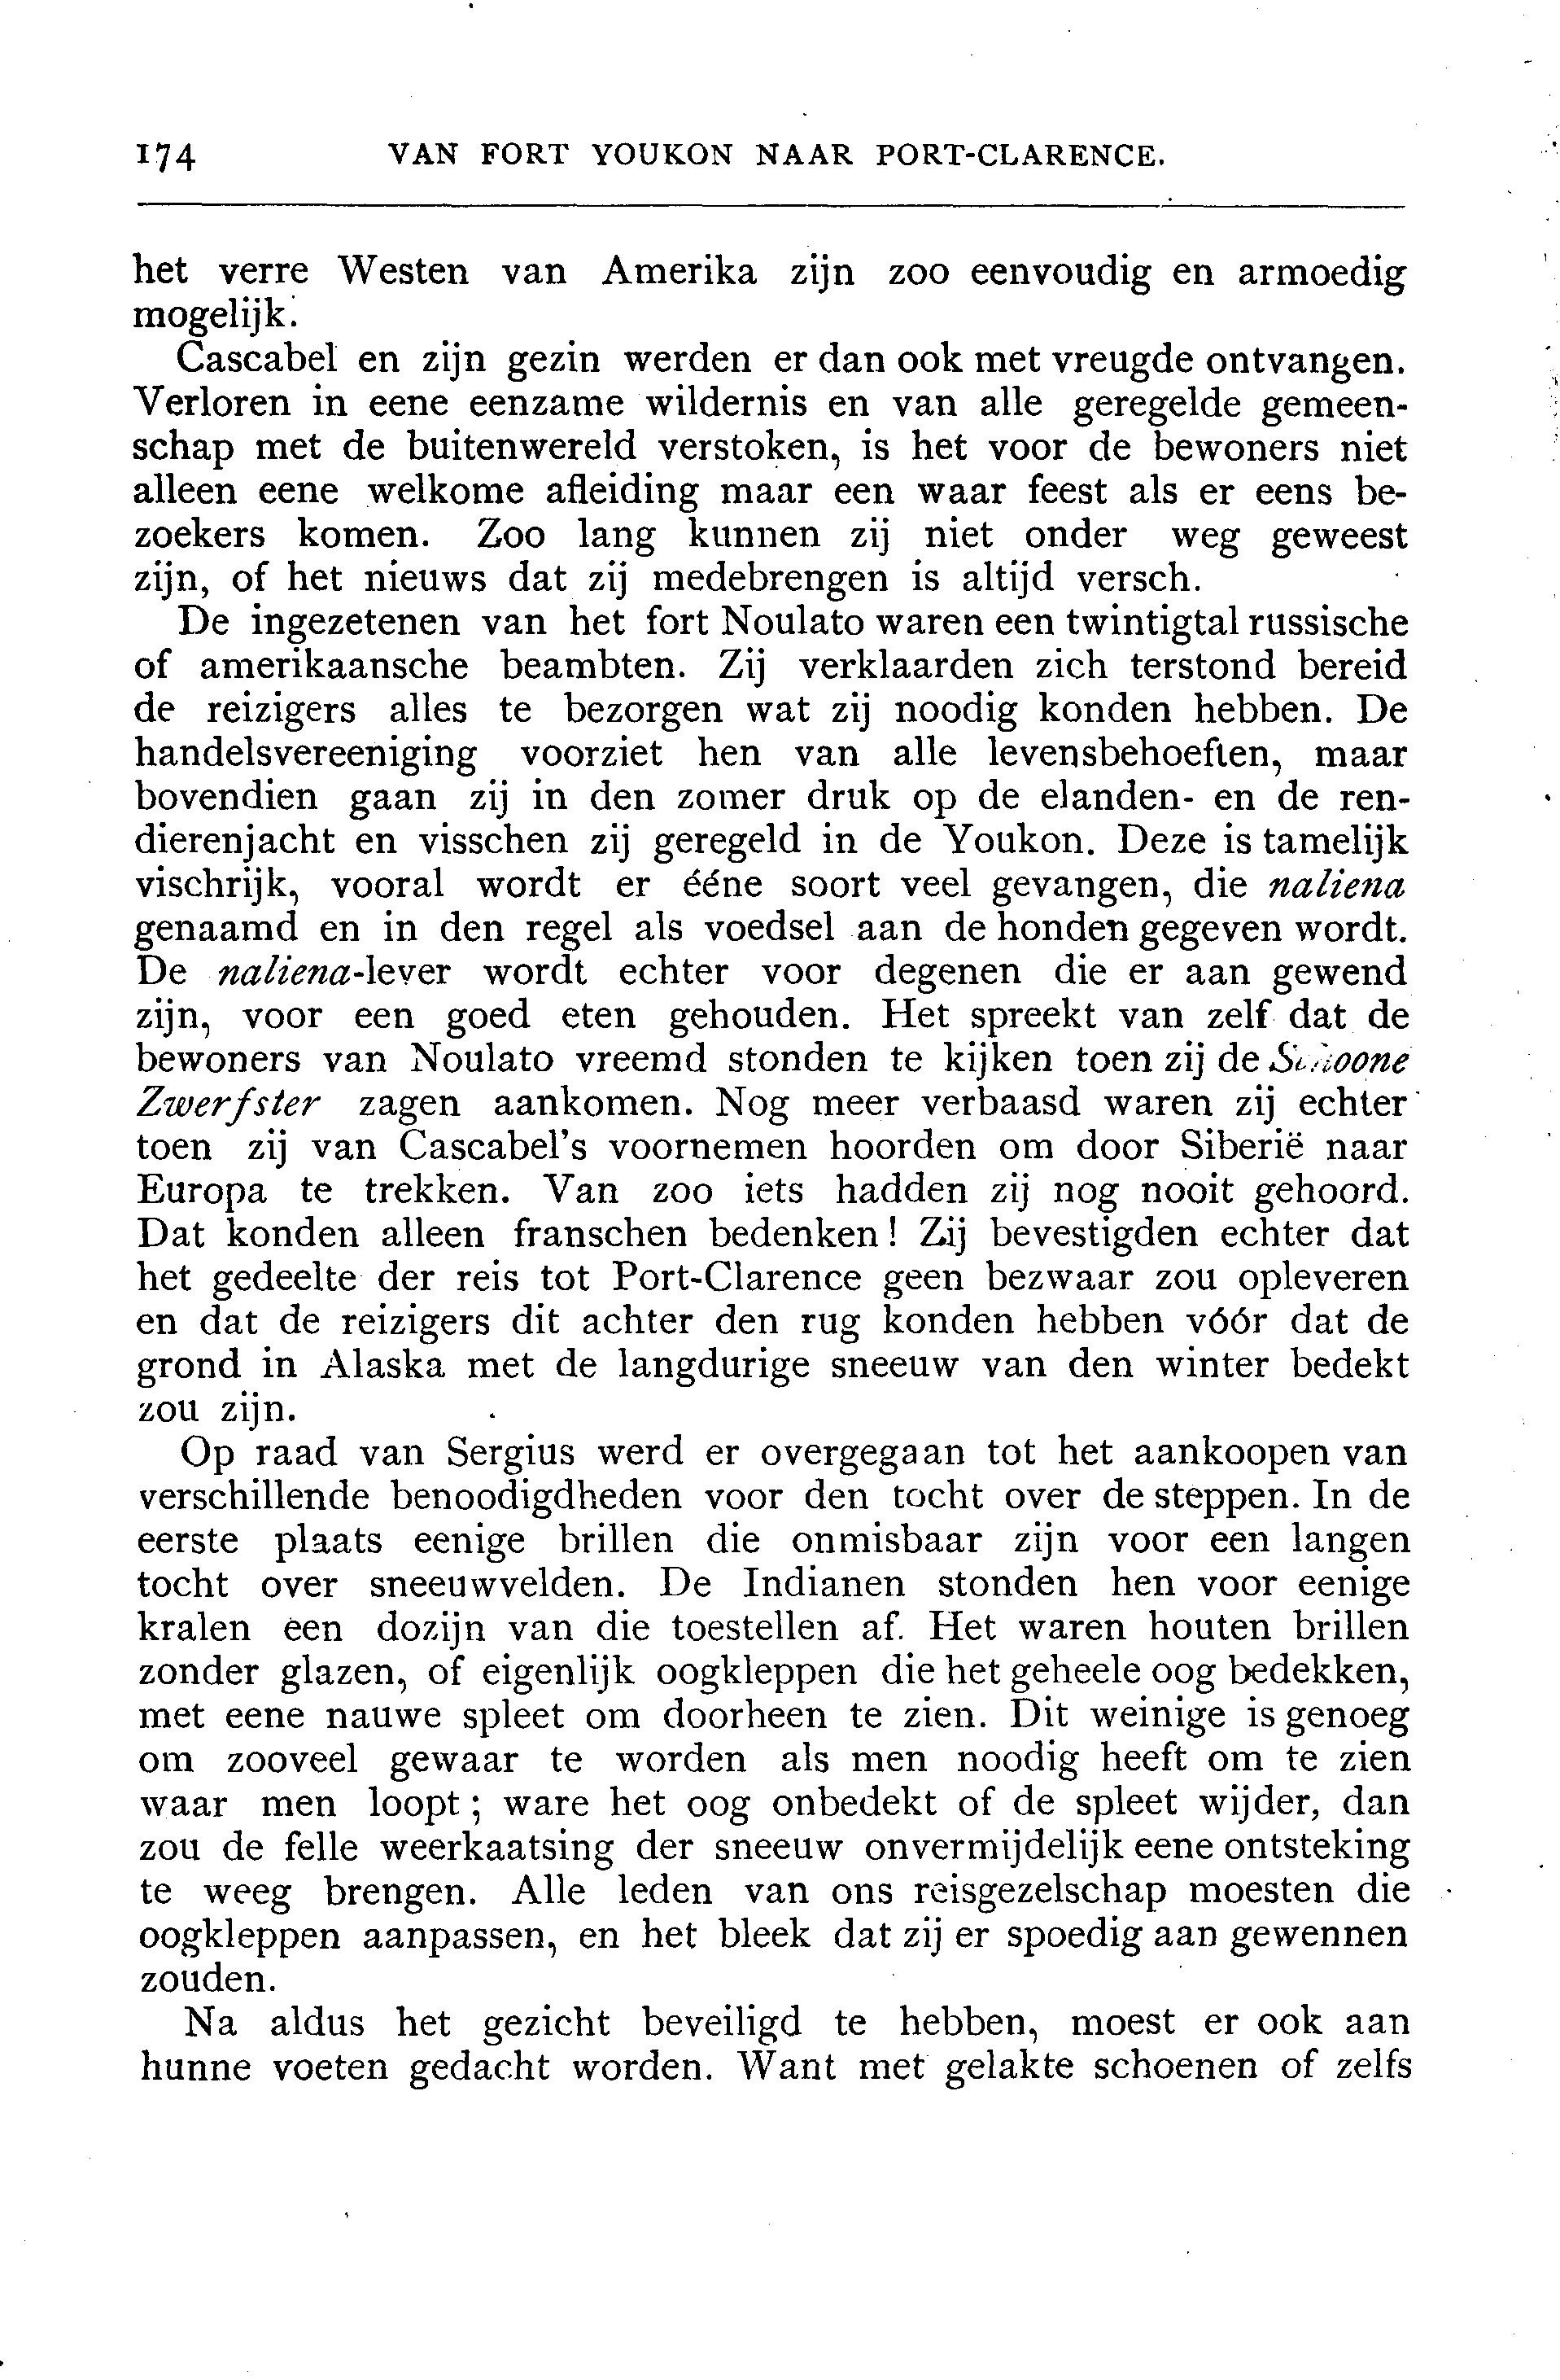 174 VAN FORT YOUKON NAAR PORT-CLARENCE.
het verre Westen van Amerika zijn zoo eenvoudig en armoedig
mogelijk.
Cascabel en zijn gezin werden er dan ook met vreugde ontvangen.
Verloren in eene eenzame wildernis en van alle geregelde gemeen-
schap met de buitenwereld verstoken, is het voor de bewoners niet
alleen eene welkome afleiding maar een waar feest als er eens be-
zoekers komen. Zoo lang kunnen zij niet onder weg geweest
zijn, of het nieuws dat zij medebrengen is altijd versch.
De ingezetenen van het fort Noulato waren een twintigtal russische
of amerikaansche beambten. Zij verklaarden zich terstond bereid
de reizigers alles te bezorgen wat zij noodig konden hebben. De
handelsvereeniging voorziet hen van alle levensbehoeften, maar
bovendien gaan zij in den zomer druk op de elanden- en de ren-
dierenjacht en visschen zij geregeld in de Youkon. Deze is tamelijk
vischrijk, vooral wordt er ééne soort veel gevangen, die naliena
genaamd en in den regel als voedsel aan de honden gegeven wordt.
De naliena-lever wordt echter voor degenen die er aan gewend
zijn, voor een goed eten gehouden. Het spreekt van zelf dat de
bewoners van Noulato vreemd stonden te kijken toen zij de Schoone
Zwerfster zagen aankomen. Nog meer verbaasd waren zij echter
toen zij van Cascabel's voornemen hoorden om door Siberië naar
Europa te trekken. Van zoo iets hadden zij nog nooit gehoord.
Dat konden alleen franschen bedenken! Zij bevestigden echter dat
het gedeelte der reis tot Port-Clarence geen bezwaar zou opleveren
en dat de reizigers dit achter den rug konden hebben vóór dat de
grond in Alaska met de langdurige sneeuw van den winter bedekt
zou zijn.
Op raad van Sergius werd er overgegaan tot het aankoopen van
verschillende benoodigdheden voor den tocht over de steppen. In de
eerste plaats eenige brillen die onmisbaar zijn voor een langen
tocht over sneeuwvelden. De Indianen stonden hen voor eenige
kralen een dozijn van die toestellen af. Het waren houten brillen
zonder glazen, of eigenlijk oogkleppen die het geheele oog bedekken,
met eene nauwe spleet om doorheen te zien. Dit weinige is genoeg
om zooveel gewaar te worden als men noodig heeft om te zien
waar men loopt; ware het oog onbedekt of de spleet wijder, dan
zou de felle weerkaatsing der sneeuw onvermijdelijk eene ontsteking
te weeg brengen. Alle leden van ons reisgezelschap moesten die
oogkleppen aanpassen, en het bleek dat zij er spoedig aan gewennen
zouden.
Na aldus het gezicht beveiligd te hebben, moest er ook aan
hunne voeten gedacht worden. Want met gelakte schoenen of zelfs